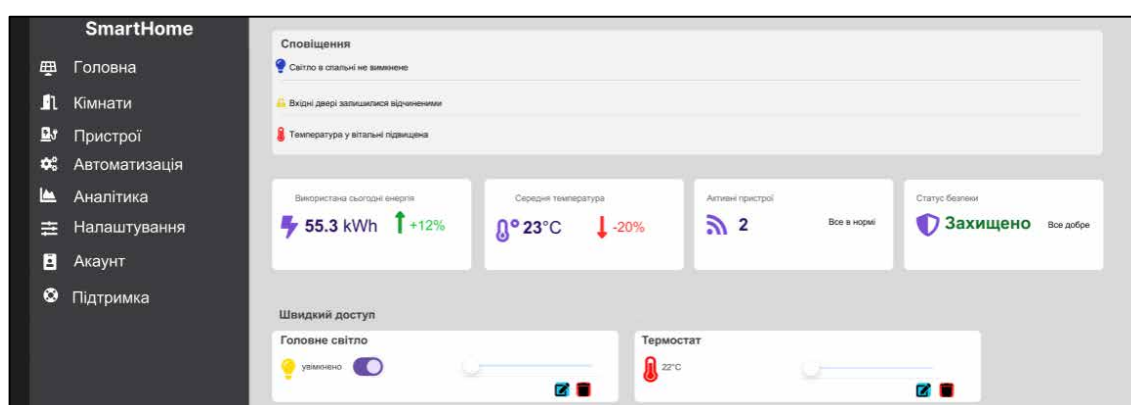 SmartHome
Головна
Кімнати
Пристрої
Автоматизація
Аналітика
Налаштування
Акаунт
Підтримка
Сповіщення
Світло в спальні не вимкнене
Вхідні двері залишилися відчиненими
Температура у вітальні підвищена
Використана сьогодні енергія
55.3 kWh +12%
Середня температура
23°C -20%
Активні пристрої
2 Все в нормі
Статус безпеки
Захищено Все добре
Швидкий доступ
Головне світло
увімкнено
Термостат
22°C